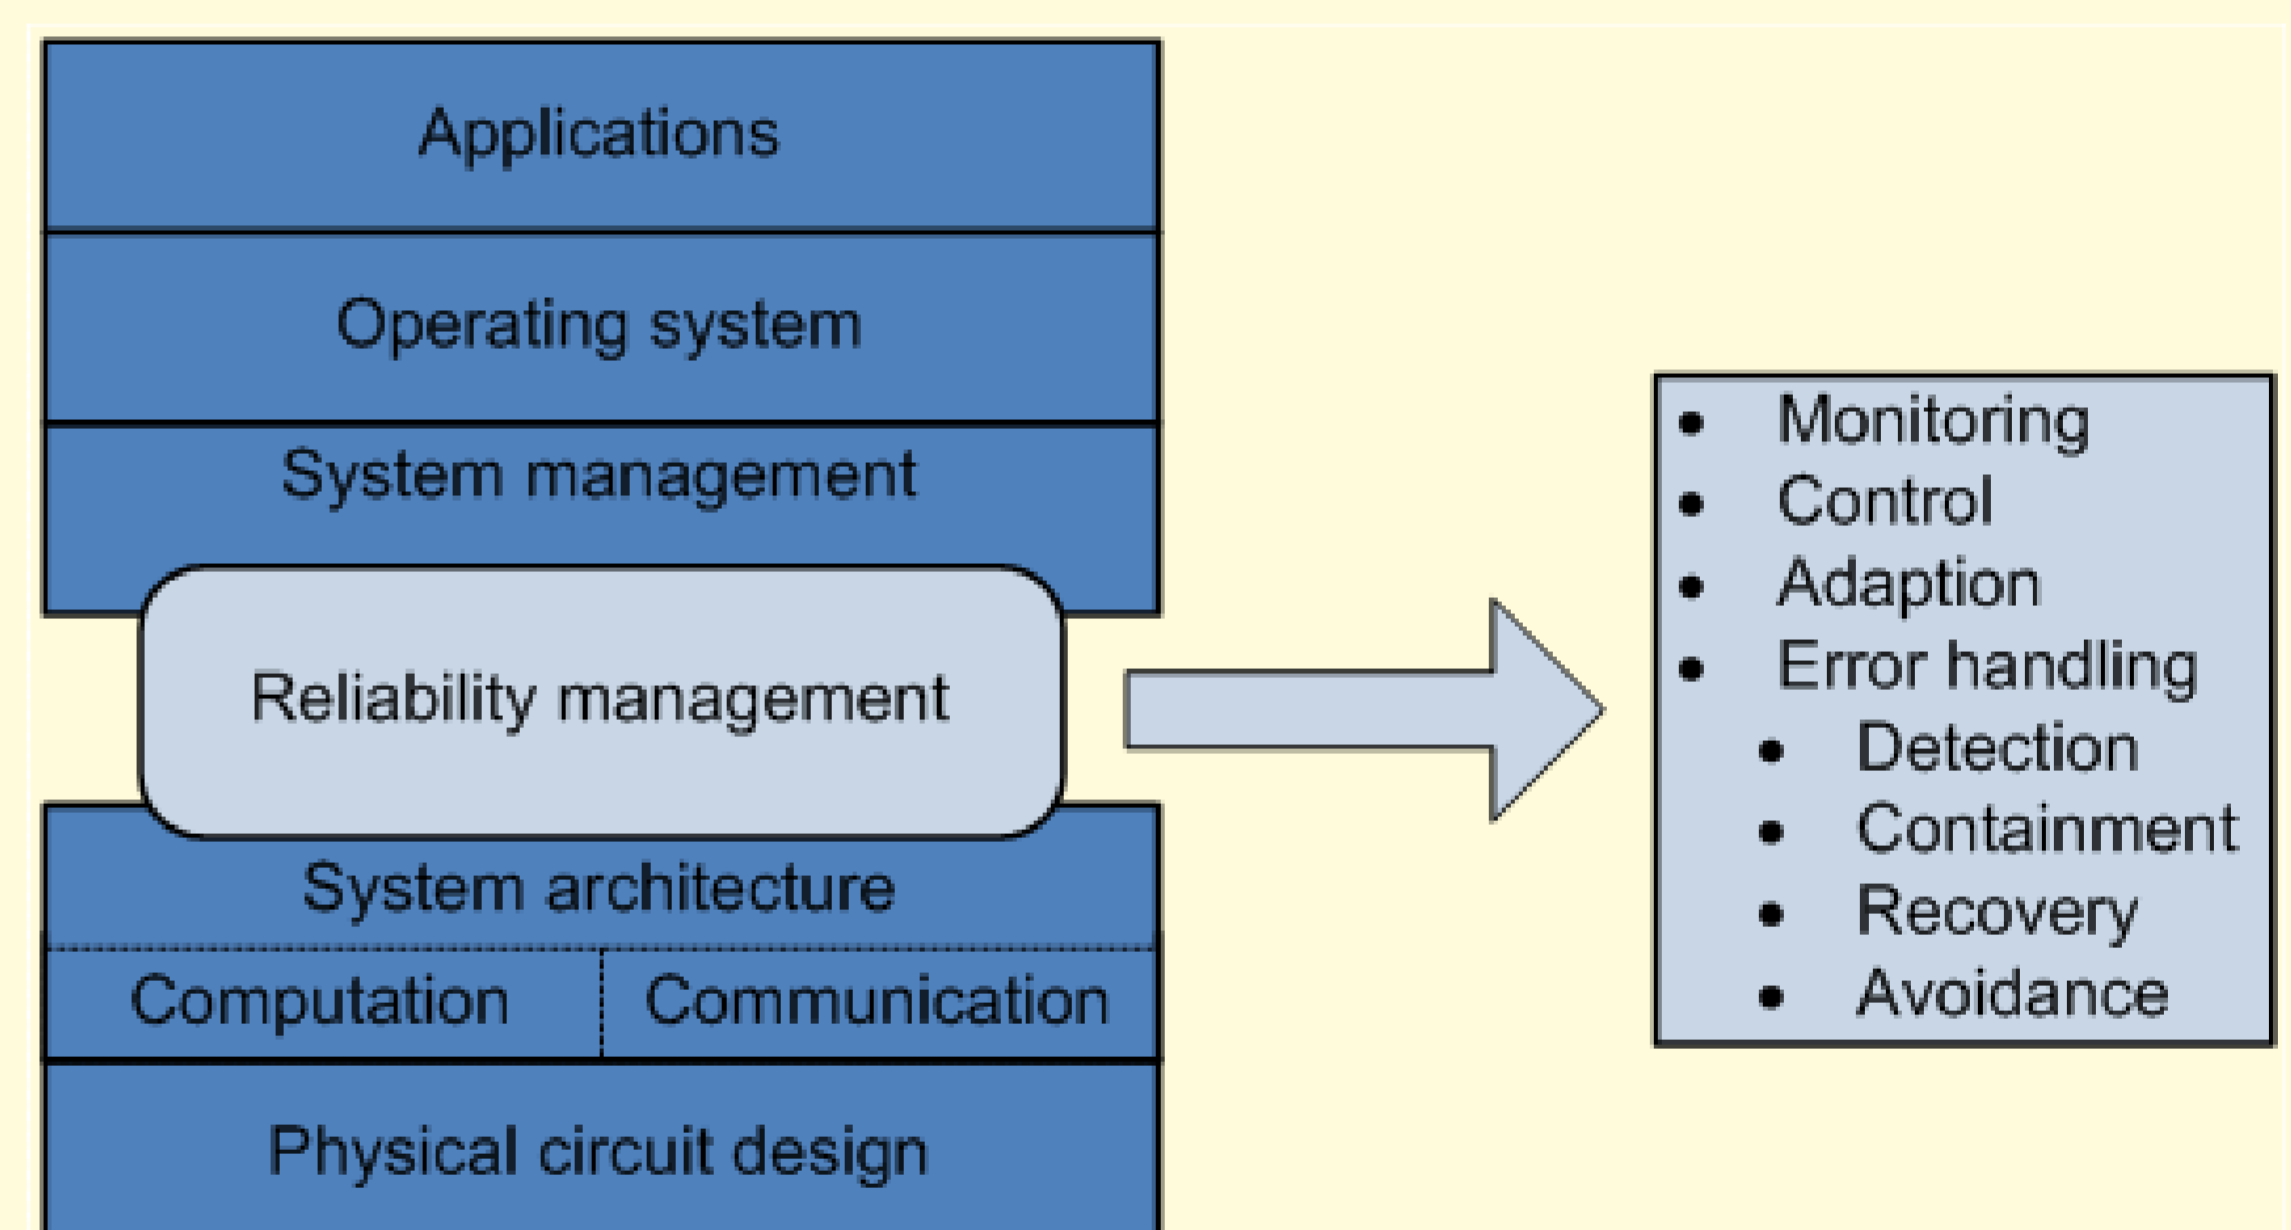 Applications
Operating system
System management
Reliability management
System architecture
Computation
Communication
Physical circuit design
• Monitoring
• Control
• Adaption
• Error handling
• Detection
• Containment
• Recovery
• Avoidance